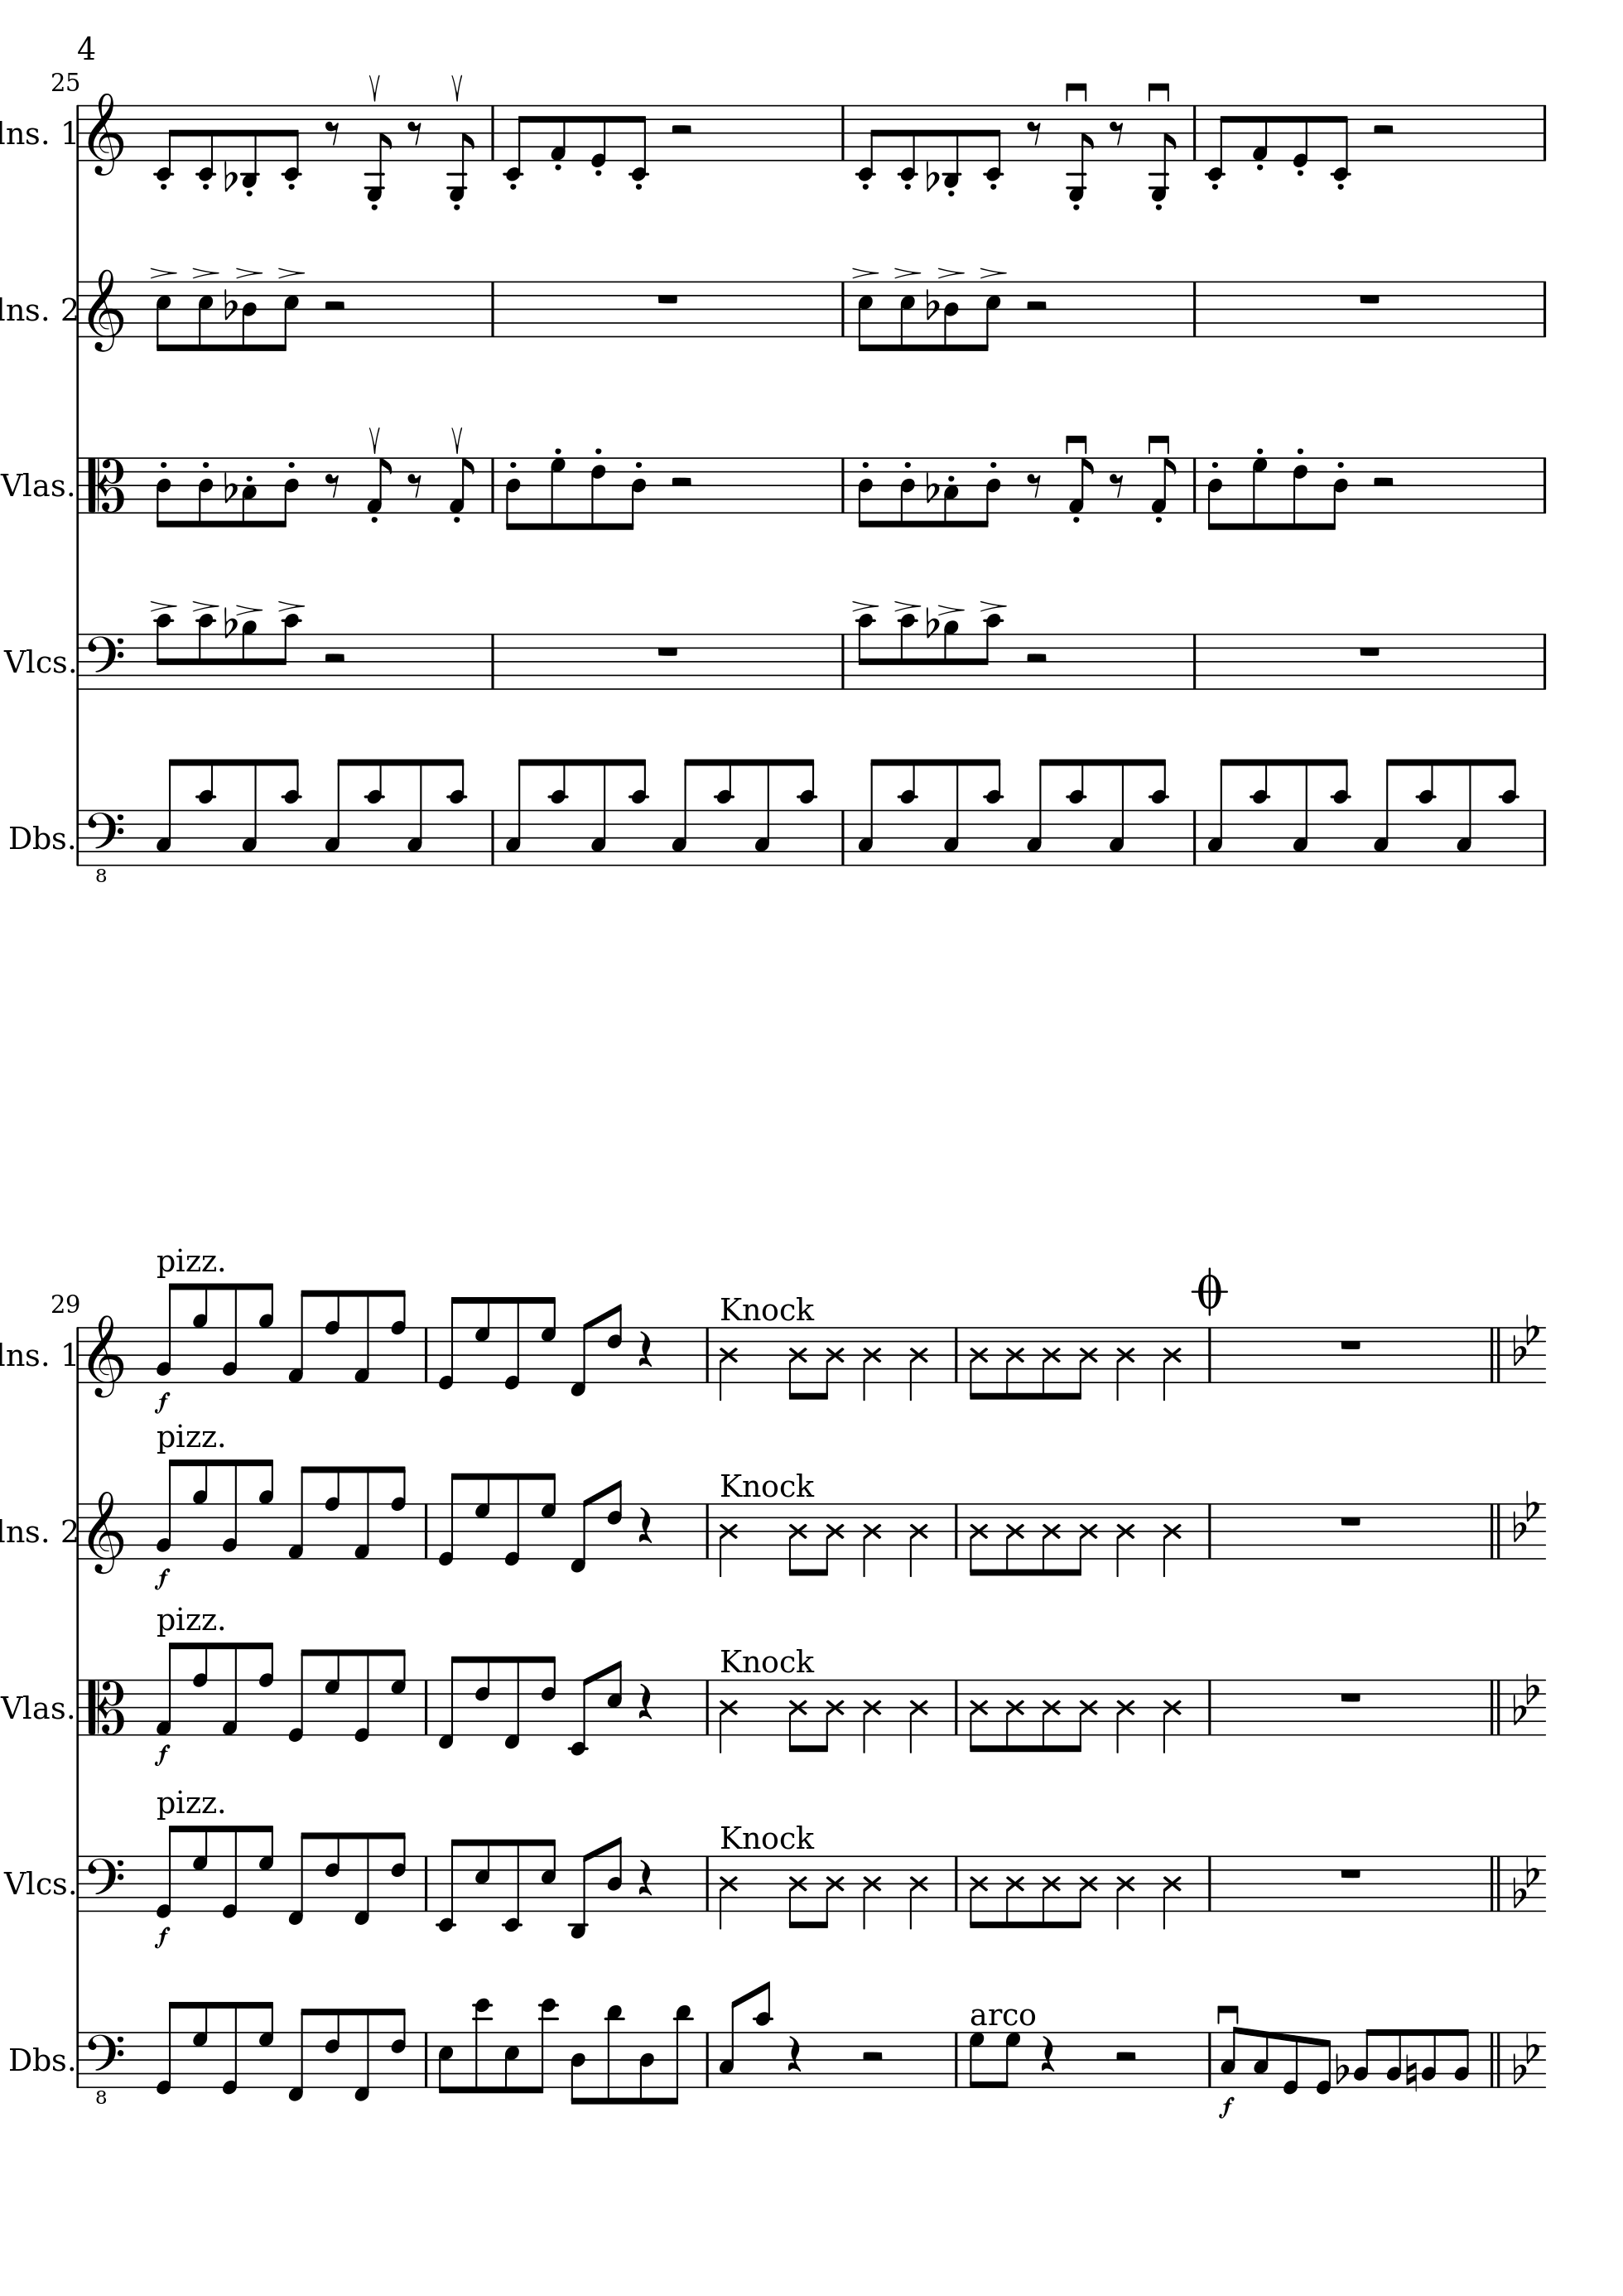 4
25
lns. 1
lns. 2
Vlas.
Vlcs.
Dbs.
8
pizz.
29
Knock
lns. 1
f
pizz.
Knock
lns. 2
f
pizz.
Knock
Vlas.
f
pizz.
Knock
Vlcs.
f
arco
Dbs.
8
f